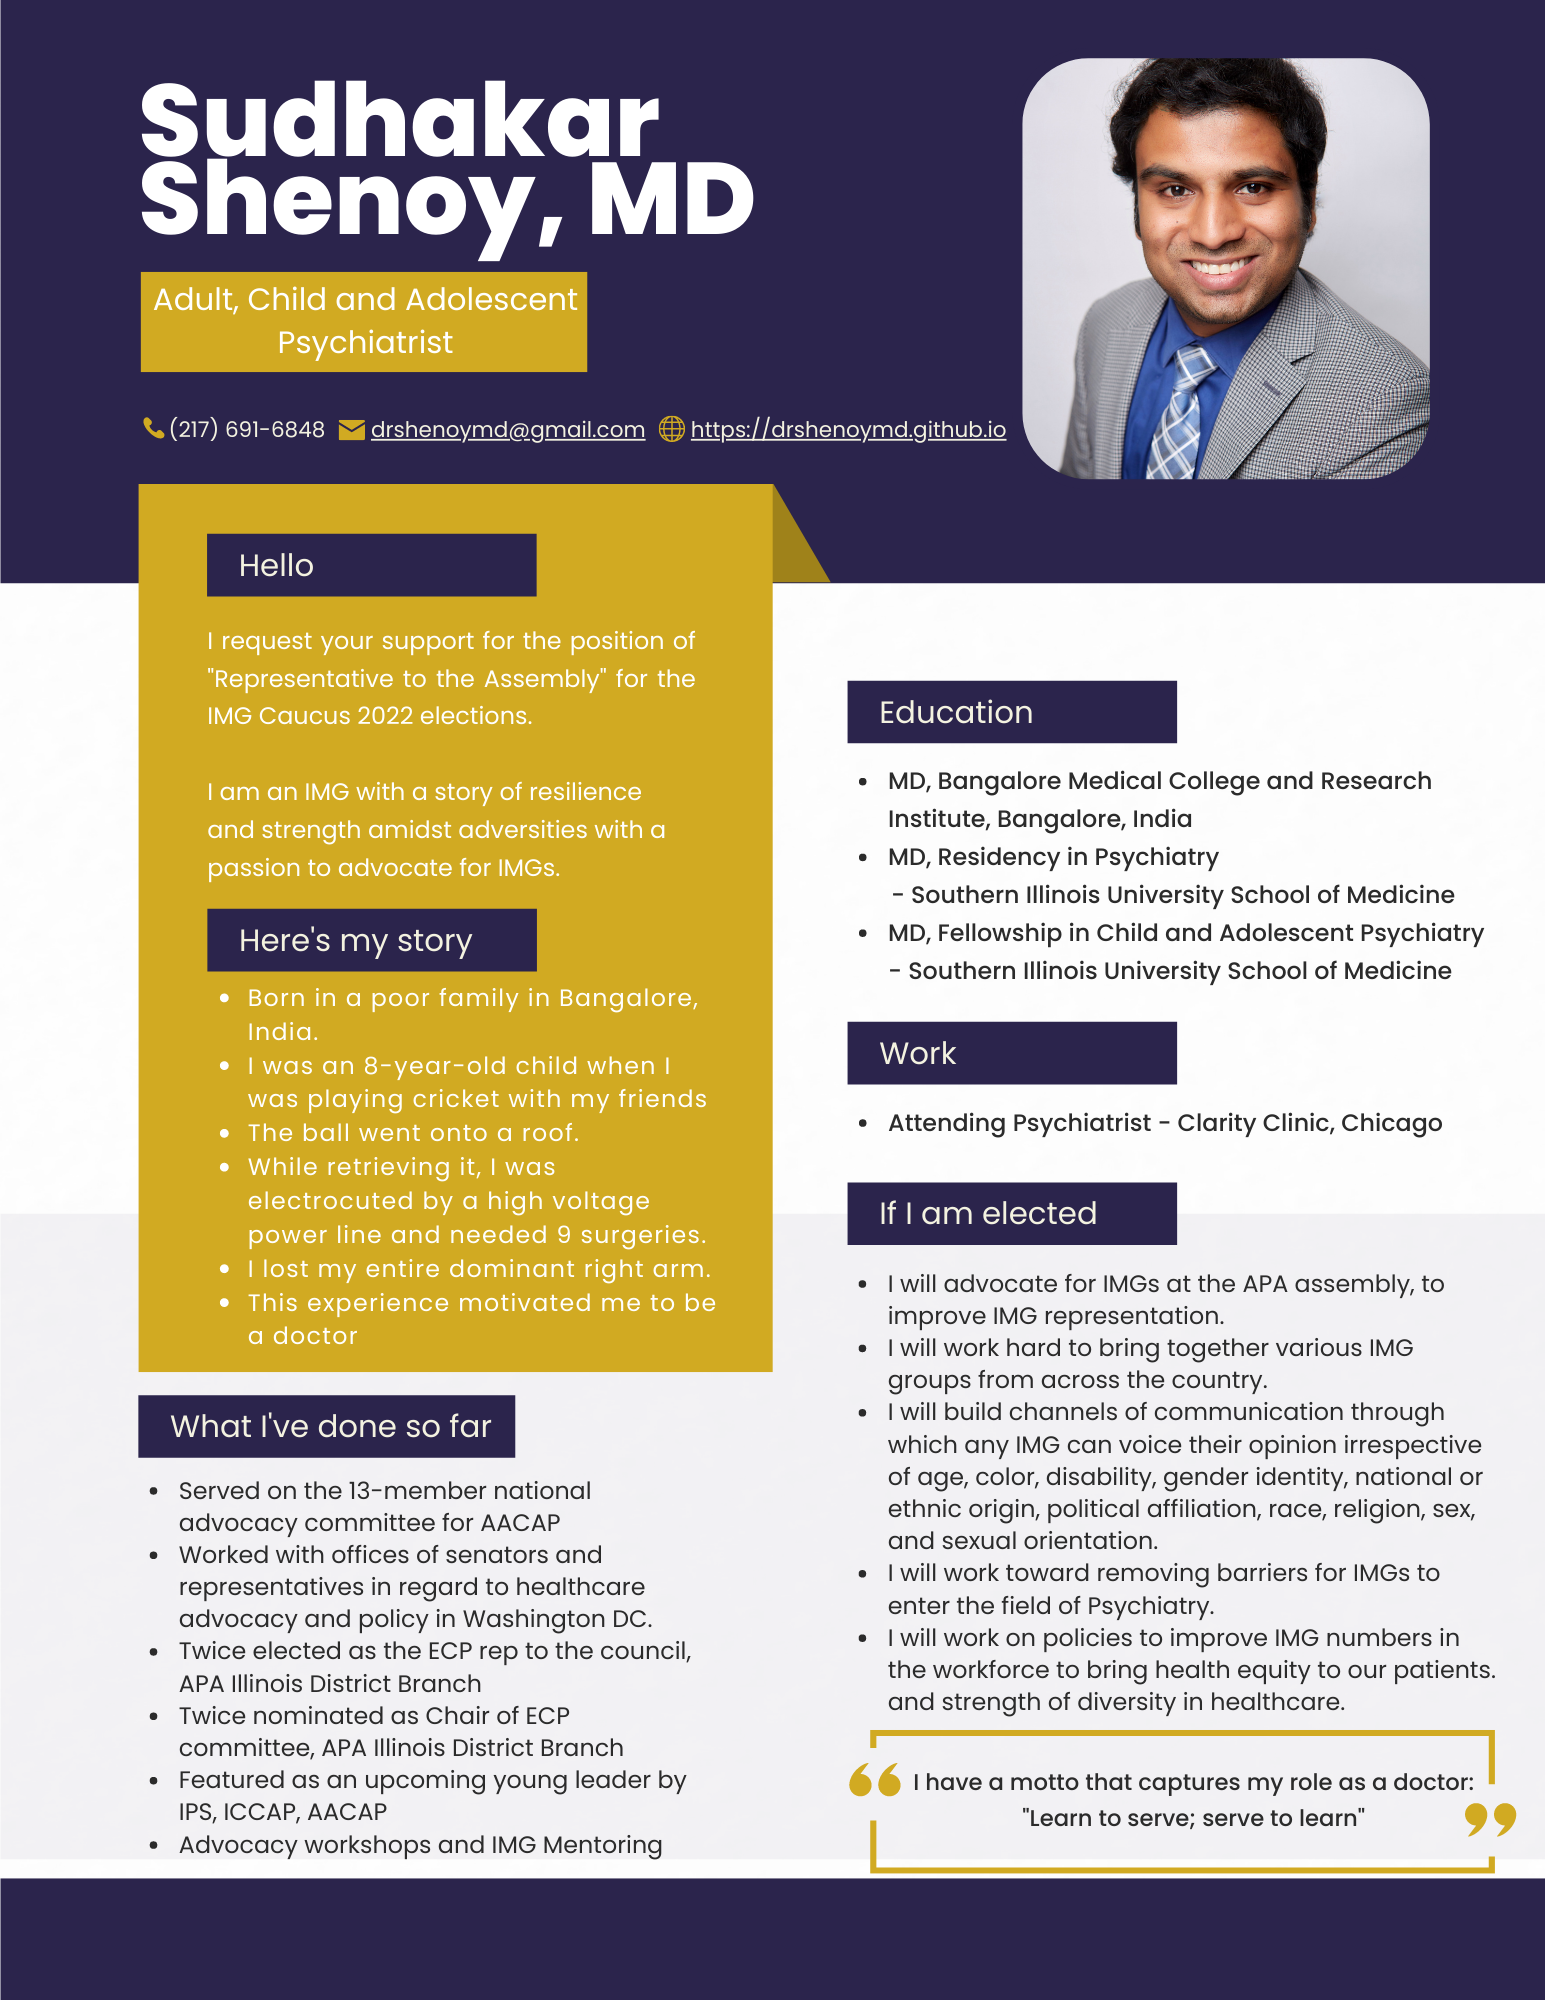 Sudhakar
Shenoy, MD
Adult, Child and Adolescent
Psychiatrist
(217) 691-6848 drshenoymd@gmail.com https://drshenoymd.github.io
Hello
I request your support for the position of
"Representative to the Assembly" for the
IMG Caucus 2022 elections.
I am an IMG with a story of resilience
and strength amidst adversities with a
passion to advocate for IMGs.
Here's my story
• Born in a poor family in Bangalore,
India.
• I was an 8-year-old child when I
was playing cricket with my friends
• The ball went onto a roof.
• While retrieving it, I was
electrocuted by a high voltage
power line and needed 9 surgeries.
• I lost my entire dominant right arm.
• This experience motivated me to be
a doctor
What I've done so far
• Served on the 13-member national
advocacy committee for AACAP
• Worked with offices of senators and
representatives in regard to healthcare
advocacy and policy in Washington DC.
• Twice elected as the ECP rep to the council,
APA Illinois District Branch
• Twice nominated as Chair of ECP
committee, APA Illinois District Branch
• Featured as an upcoming young leader by
IPS, ICCAP, AACAP
• Advocacy workshops and IMG Mentoring
Education
• MD, Bangalore Medical College and Research
Institute, Bangalore, India
• MD, Residency in Psychiatry
- Southern Illinois University School of Medicine
• MD, Fellowship in Child and Adolescent Psychiatry
- Southern Illinois University School of Medicine
Work
• Attending Psychiatrist - Clarity Clinic, Chicago
If I am elected
• I will advocate for IMGs at the APA assembly, to
improve IMG representation.
• I will work hard to bring together various IMG
groups from across the country.
• I will build channels of communication through
which any IMG can voice their opinion irrespective
of age, color, disability, gender identity, national or
ethnic origin, political affiliation, race, religion, sex,
and sexual orientation.
• I will work toward removing barriers for IMGs to
enter the field of Psychiatry.
• I will work on policies to improve IMG numbers in
the workforce to bring health equity to our patients.
and strength of diversity in healthcare.
“ I have a motto that captures my role as a doctor:
"Learn to serve; serve to learn" ”